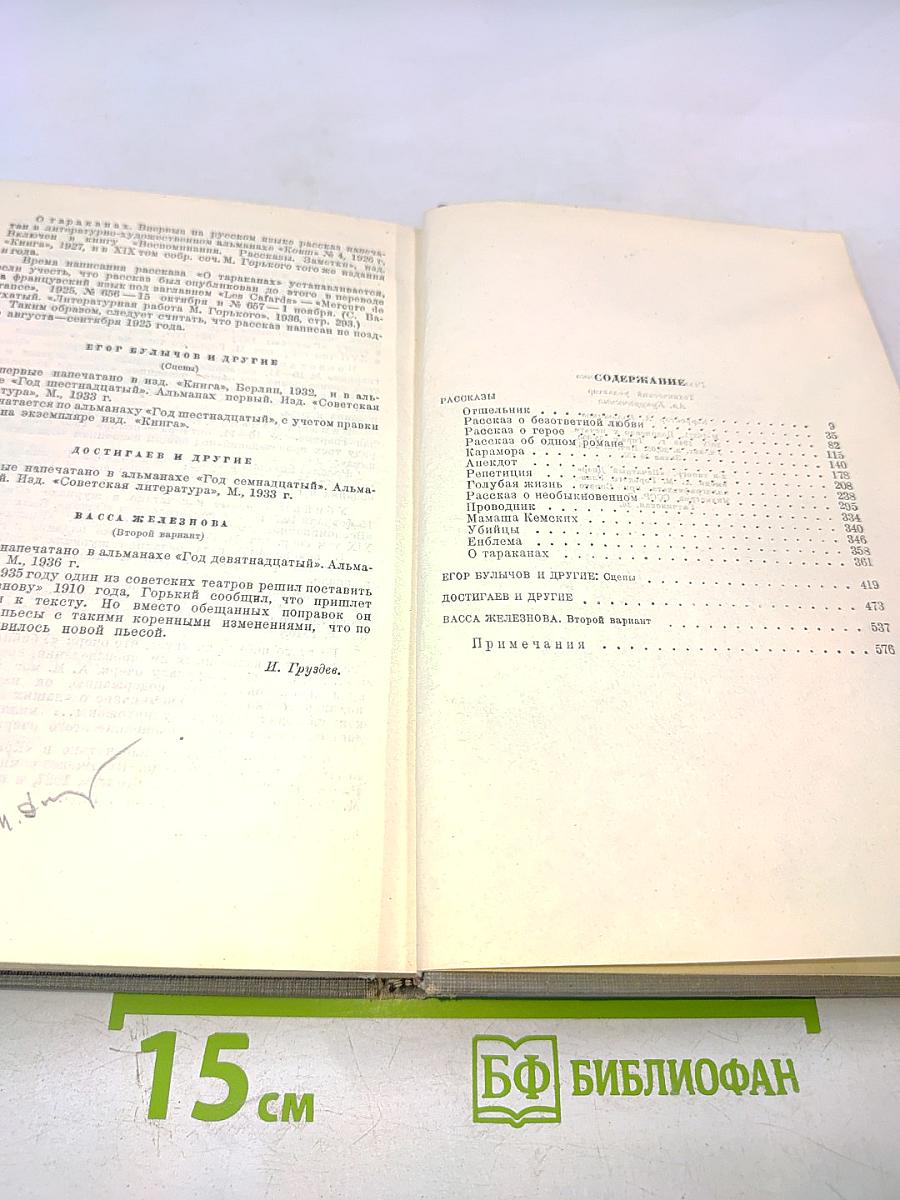 О тараканах. Впервые на русском языке рассказ напеча-
тан в литературно-художественном альманахе «Ковш» № 4, 1926 г.
Включен в книгу «Воспоминания. Рассказы. Заметки», изд.
«Книга», 1927, и в XIX том собр. соч. М. Горького того же издания
и года.
Время написания рассказа «О тараканах» устанавливается,
если учесть, что рассказ был опубликован до этого в переводе
французский язык под заглавием «Les Cafards» — «Mercure de
», 1925, № 656 — 15 октября и № 657 — 1 ноября. (С. Ба-
ухатый. «Литературная работа М. Горького». 1936, стр. 293.)
Таким образом, следует считать, что рассказ написан не позд-
августа—сентября 1925 года.
ЕГОР БУЛЫЧОВ И ДРУГИЕ
(Сцены)
первые напечатано в изд. «Книга», Берлин, 1932, и в аль-
е «Год шестнадцатый». Альманах первый. Изд. «Советская
тура», М., 1933 г.
чатается по альманаху «Год шестнадцатый», с учетом правки
на экземпляре изд. «Книга».
ДОСТИГАЕВ И ДРУГИЕ
ые напечатано в альманахе «Год семнадцатый». Альма-
й. Изд. «Советская литература», М., 1933 г.
ВАССА ЖЕЛЕЗНОВА
(Второй вариант)
напечатано в альманахе «Год девятнадцатый». Альма-
М., 1936 г.
935 году один из советских театров решил поставить
знову» 1910 года, Горький сообщил, что пришлет
и к тексту. Но вместо обещанных поправок он
пьесы с такими коренными изменениями, что по
вилось новой пьесой.
И. Груздев.
СОДЕРЖАНИЕ
РАССКАЗЫ
Отшельник . . . 9
Рассказ о безответной любви . . . 35
Рассказ о герое . . . 82
Рассказ об одном романе . . . 115
Карамора . . . 140
Анекдот . . . 178
Репетиция . . . 208
Голубая жизнь . . . 238
Рассказ о необыкновенном . . . 295
Проводник . . . 334
Мамаша Кемских . . . 340
Убийцы . . . 346
Енблема . . . 358
О тараканах . . . 361
ЕГОР БУЛЫЧОВ И ДРУГИЕ: Сцены . . . 419
ДОСТИГАЕВ И ДРУГИЕ . . . 473
ВАССА ЖЕЛЕЗНОВА. Второй вариант . . . 537
Примечания . . . 576
15 см
БФ БИБЛИОФАН